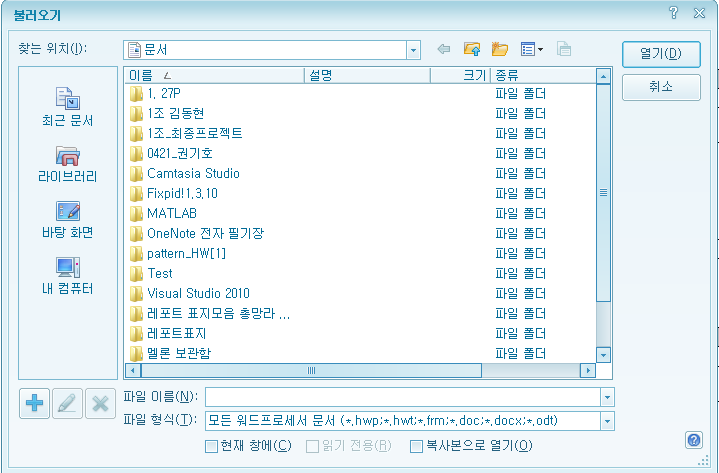 불러오기
찾는 위치(I):
문서
열기(D)
취소
최근 문서
라이브러리
바탕 화면
내 컴퓨터
이름 설명 크기 종류
1. 27P 파일 폴더
1조 김동현 파일 폴더
1조_최종프로젝트 파일 폴더
0421_권기호 파일 폴더
Camtasia Studio 파일 폴더
Fixpid!1.3.10 파일 폴더
MATLAB 파일 폴더
OneNote 전자 필기장 파일 폴더
pattern_HW[1] 파일 폴더
Test 파일 폴더
Visual Studio 2010 파일 폴더
레포트 표지모음 총망라 ... 파일 폴더
레포트표지 파일 폴더
멜론 보관함 파일 폴더
파일 이름(N):
파일 형식(T): 모든 워드프로세서 문서 (*.hwp;*.hwt;*.frm;*.doc;*.docx;*.odt)
현재 창에(C) 읽기 전용(R) 복사본으로 열기(O)